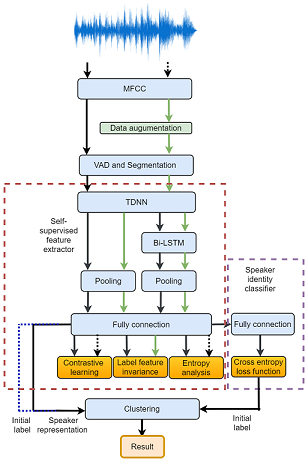 MFCC
Data augumentation
VAD and Segmentation
TDNN
Self-
supervised
feature
extractor
Bi-LSTM
Speaker
identity
classifier
Pooling
Pooling
Fully connection
Fully connection
Contrastive
learning
Label feature
invariance
Entropy
analysis
Cross entropy
loss function
Initial
label
Speaker
representation
Clustering
Initial
label
Result